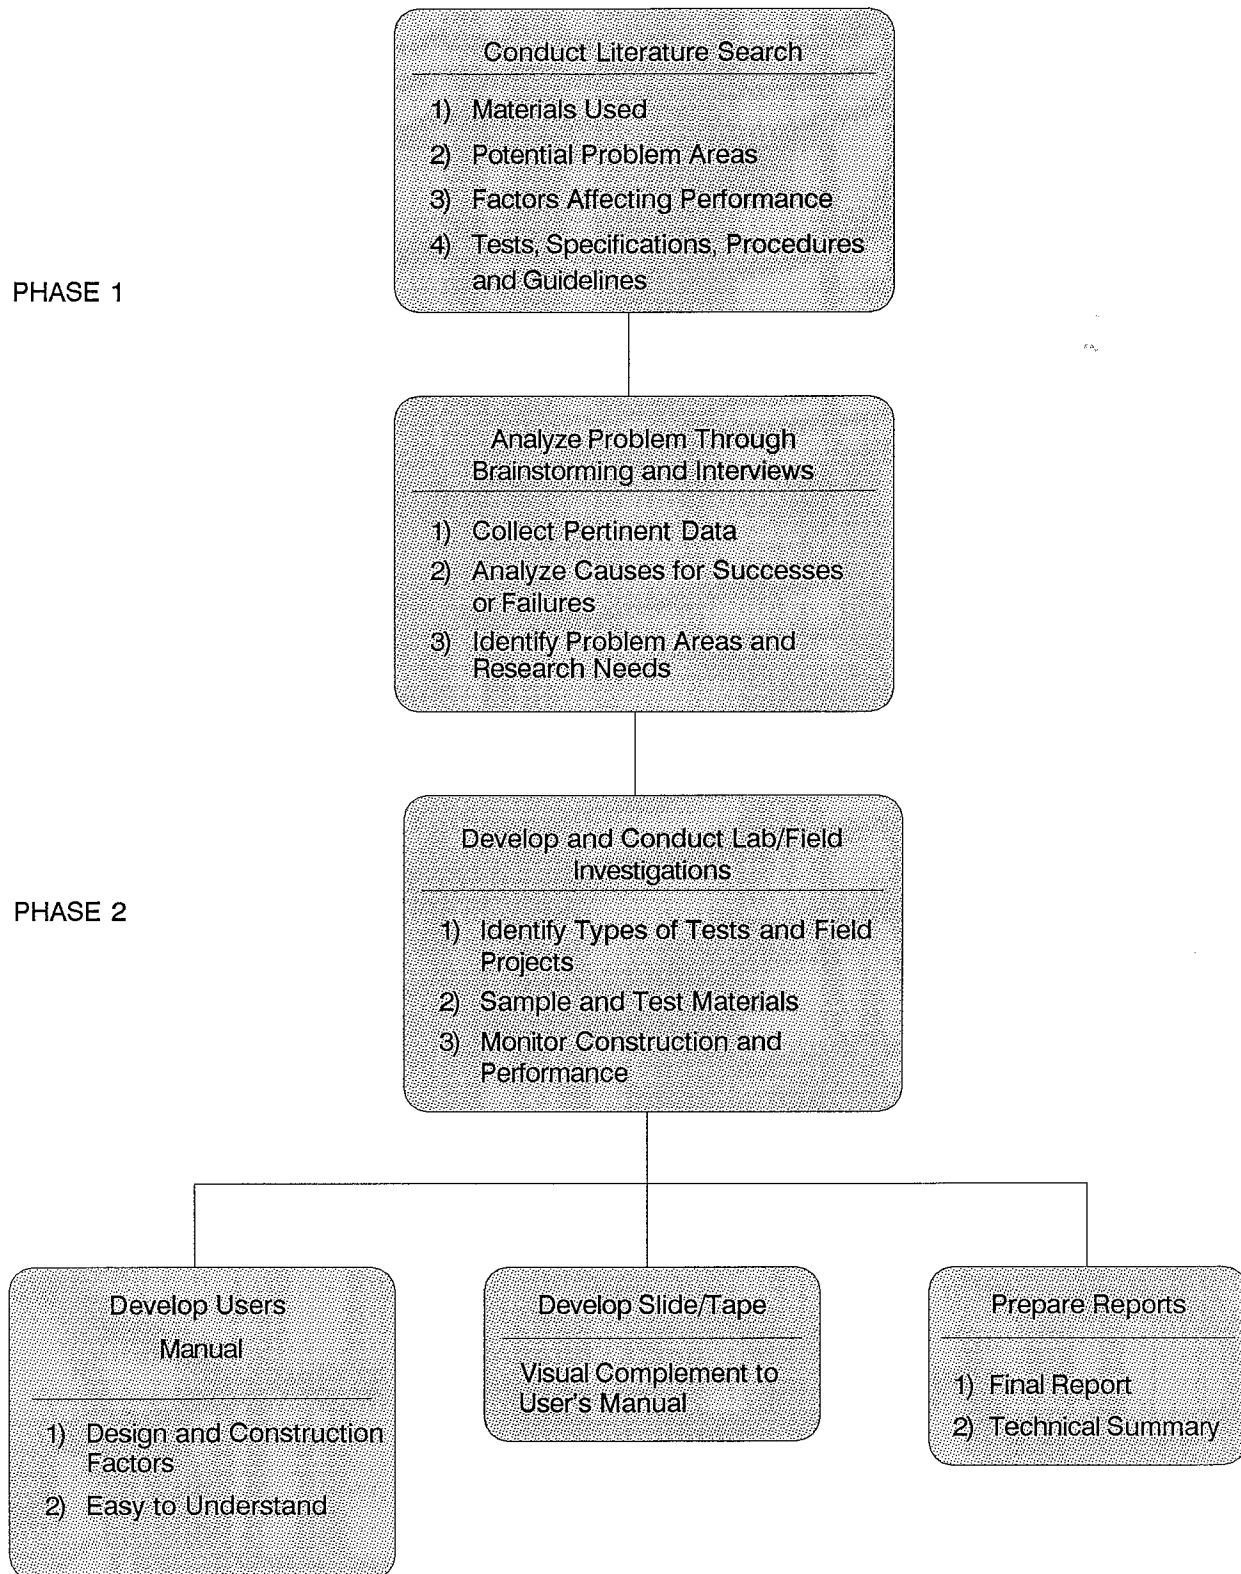 Conduct Literature Search
1) Materials Used
2) Potential Problem Areas
3) Factors Affecting Performance
4) Tests, Specifications, Procedures
and Guidelines
PHASE 1
Analyze Problem Through
Brainstorming and Interviews
1) Collect Pertinent Data
2) Analyze Causes for Successes
or Failures
3) Identify Problem Areas and
Research Needs
Develop and Conduct Lab/Field
Investigations
PHASE 2
1) Identify Types of Tests and Field
Projects
2) Sample and Test Materials
3) Monitor Construction and
Performance
Develop Users
Manual
1) Design and Construction
Factors
2) Easy to Understand
Develop Slide/Tape
Visual Complement to
User's Manual
Prepare Reports
1) Final Report
2) Technical Summary